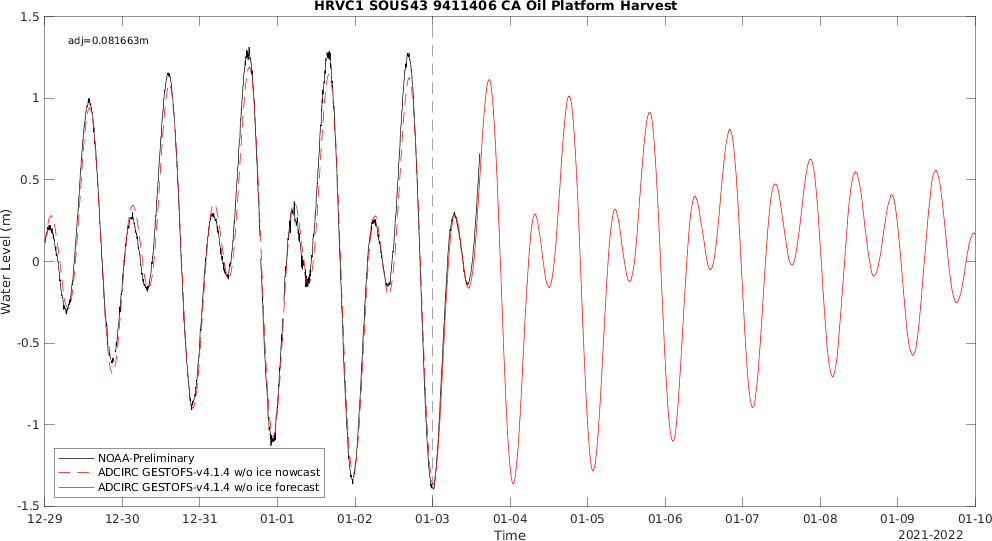 HRVC1 SOUS43 9411406 CA Oil Platform Harvest
adj=0.081663m
1.5
1
0.5
0
-0.5
-1
-1.5
Water Level (m)
NOAA-Preliminary
ADCIRC GESTOFS-v4.1.4 w/o ice nowcast
ADCIRC GESTOFS-v4.1.4 w/o ice forecast
12-29 12-30 12-31 01-01 01-02 01-03 01-04 01-05 01-06 01-07 01-08 01-09 01-10
Time
2021-2022